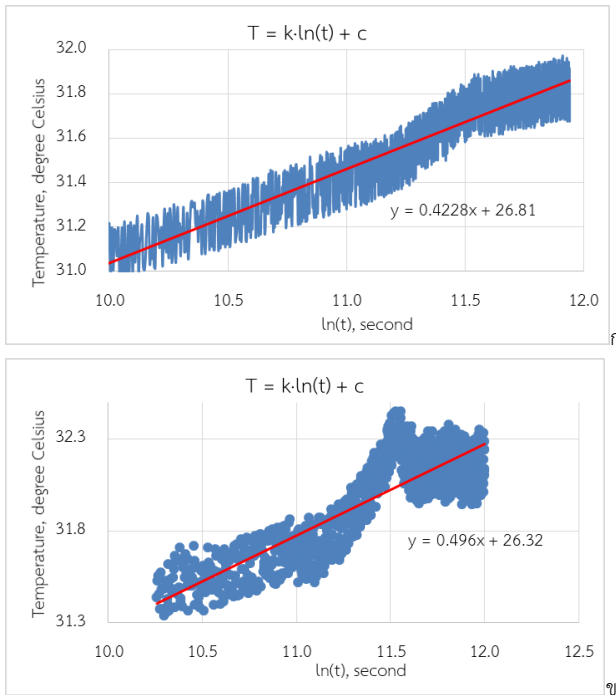 T = k·ln(t) + c
Temperature, degree Celsius
32.0
31.8
31.6
31.4
31.2
31.0
y = 0.4228x + 26.81
10.0 10.5 11.0 11.5 12.0
ln(t), second
T = k·ln(t) + c
Temperature, degree Celsius
32.3
31.8
31.3
y = 0.496x + 26.32
10.0 10.5 11.0 11.5 12.0 12.5
ln(t), second